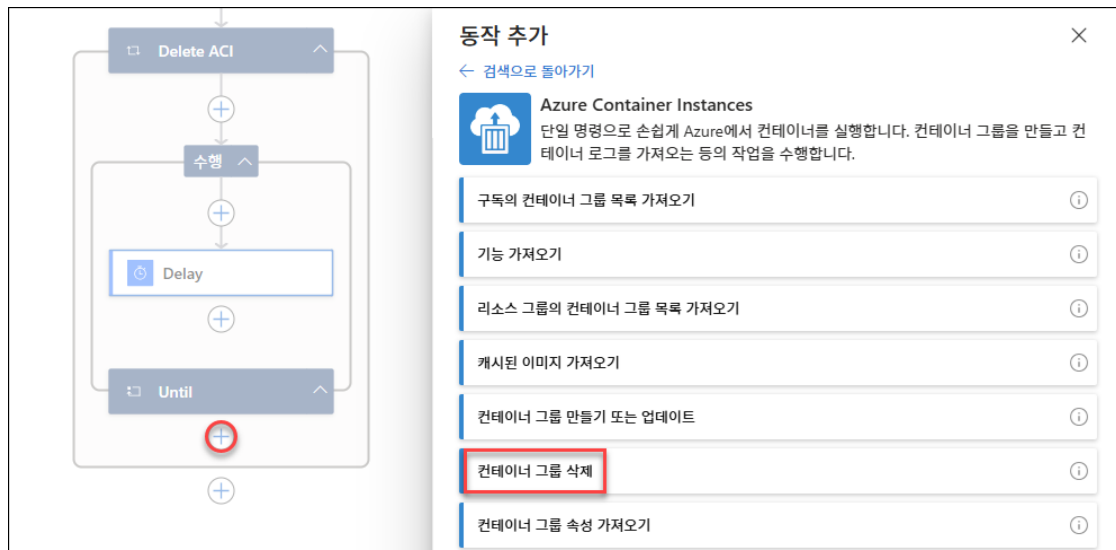 Delete ACI
수행
Delay
Until
동작 추가
← 검색으로 돌아가기
Azure Container Instances
단일 명령으로 손쉽게 Azure에서 컨테이너를 실행합니다. 컨테이너 그룹을 만들고 컨
테이너 로그를 가져오는 등의 작업을 수행합니다.
구독의 컨테이너 그룹 목록 가져오기
기능 가져오기
리소스 그룹의 컨테이너 그룹 목록 가져오기
캐시된 이미지 가져오기
컨테이너 그룹 만들기 또는 업데이트
컨테이너 그룹 삭제
컨테이너 그룹 속성 가져오기